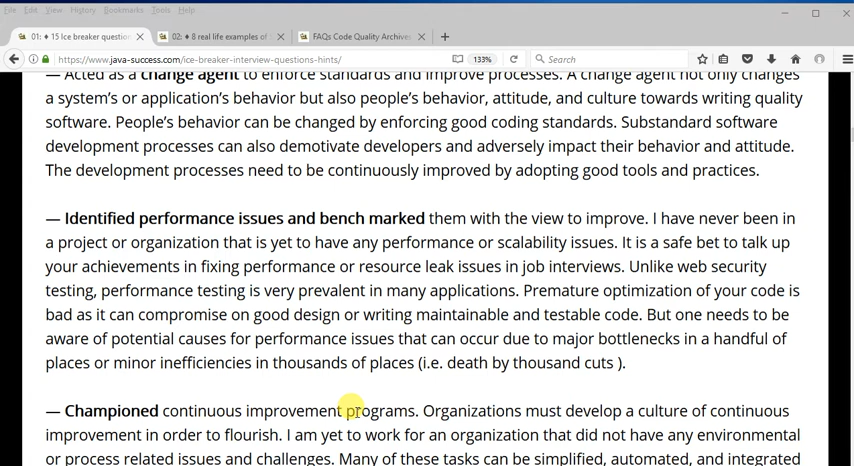 File Edit View History Bookmarks Tools Help
01: ♦ 15 Ice breaker question
02: ♦ 8 real life examples of
FAQs Code Quality Archives
https://www.java-success.com/ice-breaker-interview-questions-hints/
133%
Search
— Acted as a change agent to enforce standards and improve processes. A change agent not only changes
a system's or application's behavior but also people's behavior, attitude, and culture towards writing quality
software. People's behavior can be changed by enforcing good coding standards. Substandard software
development processes can also demotivate developers and adversely impact their behavior and attitude.
The development processes need to be continuously improved by adopting good tools and practices.
— Identified performance issues and bench marked them with the view to improve. I have never been in
a project or organization that is yet to have any performance or scalability issues. It is a safe bet to talk up
your achievements in fixing performance or resource leak issues in job interviews. Unlike web security
testing, performance testing is very prevalent in many applications. Premature optimization of your code is
bad as it can compromise on good design or writing maintainable and testable code. But one needs to be
aware of potential causes for performance issues that can occur due to major bottlenecks in a handful of
places or minor inefficiencies in thousands of places (i.e. death by thousand cuts ).
— Championed continuous improvement programs. Organizations must develop a culture of continuous
improvement in order to flourish. I am yet to work for an organization that did not have any environmental
or process related issues and challenges. Many of these tasks can be simplified, automated, and integrated